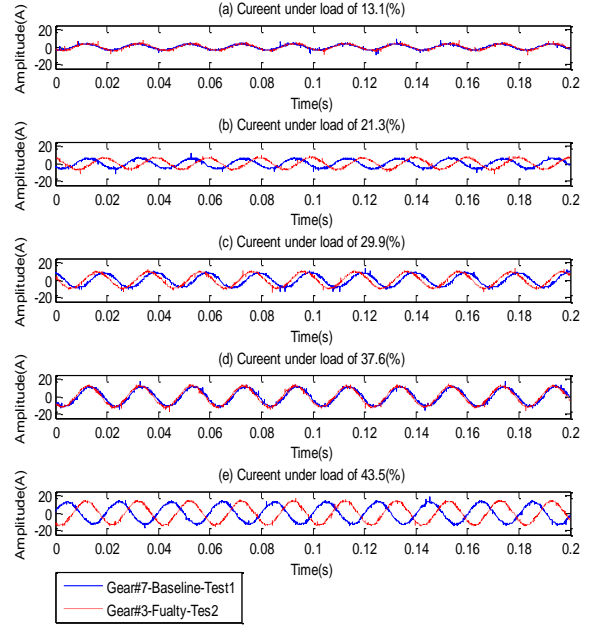 (a) Cureent under load of 13.1(%)
Amplitude(A)
20
0
-20
0 0.02 0.04 0.06 0.08 0.1 0.12 0.14 0.16 0.18 0.2
Time(s)
(b) Cureent under load of 21.3(%)
Amplitude(A)
20
0
-20
0 0.02 0.04 0.06 0.08 0.1 0.12 0.14 0.16 0.18 0.2
Time(s)
(c) Cureent under load of 29.9(%)
Amplitude(A)
20
0
-20
0 0.02 0.04 0.06 0.08 0.1 0.12 0.14 0.16 0.18 0.2
Time(s)
(d) Cureent under load of 37.6(%)
Amplitude(A)
20
0
-20
0 0.02 0.04 0.06 0.08 0.1 0.12 0.14 0.16 0.18 0.2
Time(s)
(e) Cureent under load of 43.5(%)
Amplitude(A)
20
0
-20
0 0.02 0.04 0.06 0.08 0.1 0.12 0.14 0.16 0.18 0.2
Time(s)
Gear#7-Baseline-Test1
Gear#3-Fualty-Tes2